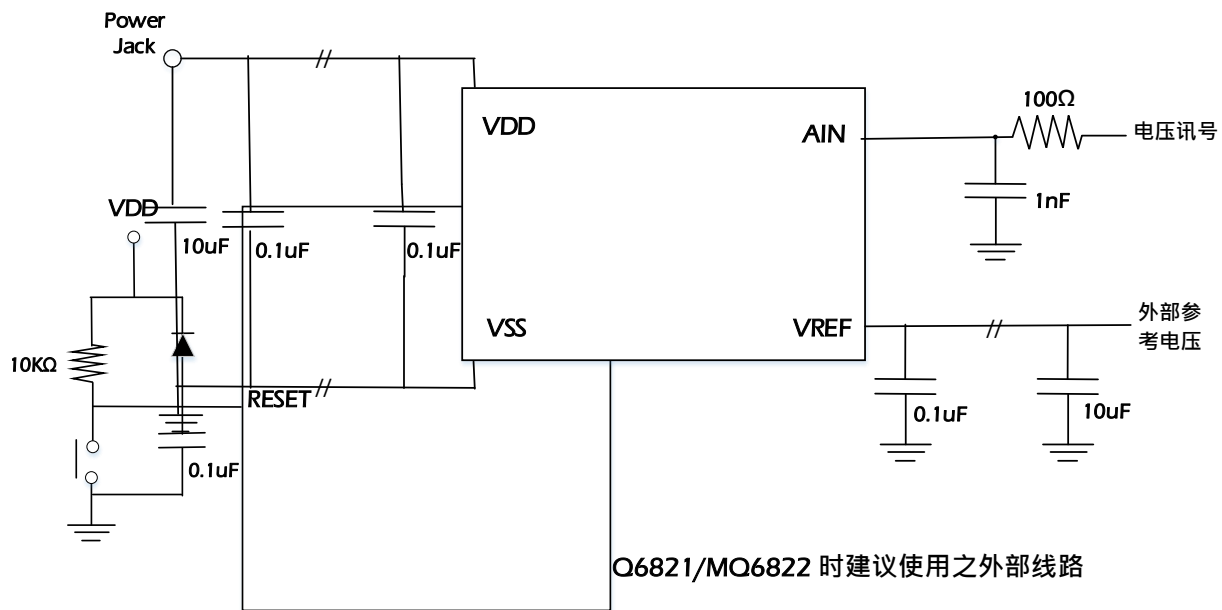 Power
Jack
VDD
AIN
100Ω
电压讯号
1nF
VDD
10uF
0.1uF
0.1uF
VSS
VREF
外部参
考电压
10KΩ
RESET
0.1uF
10uF
0.1uF
Q6821/MQ6822 时建议使用之外部线路